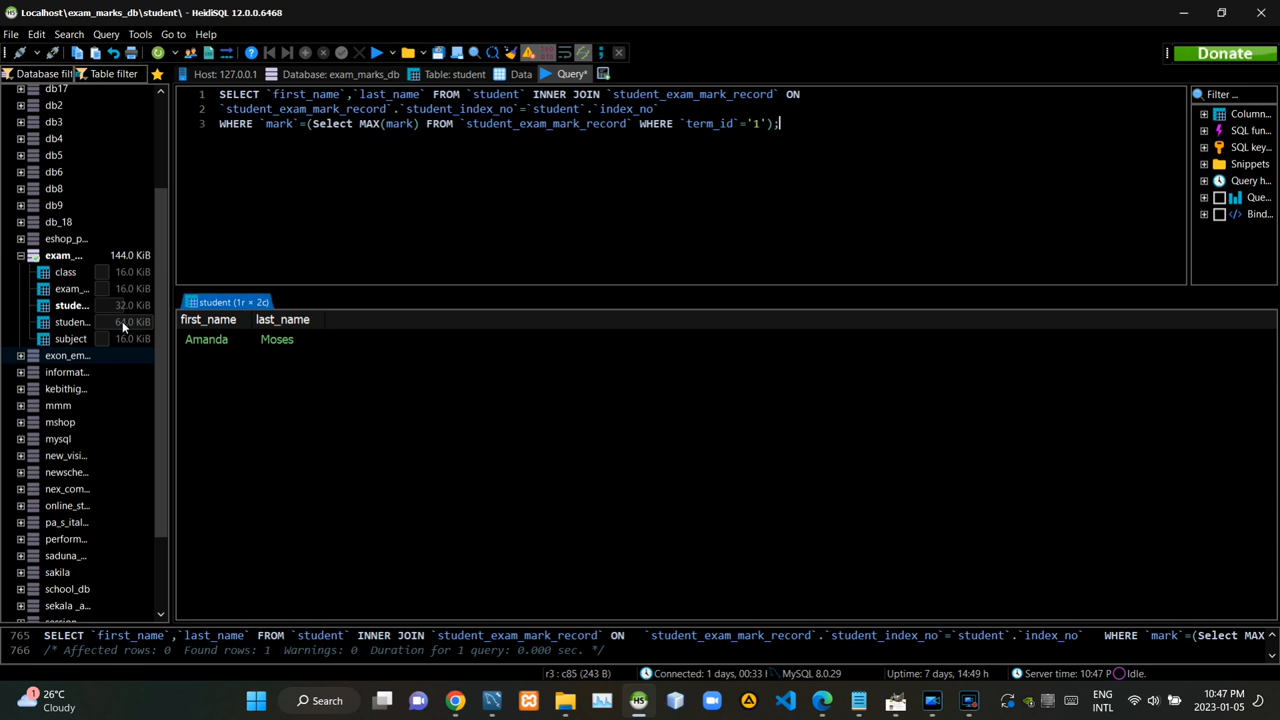 Localhost\exam_marks_db\student\ - HeidiSQL 12.0.0.6468
File Edit Search Query Tools Go to Help
Donate
Database filt Table filter Host: 127.0.0.1 Database: exam_marks_db Table: student Data Query*
1 SELECT `first_name`,`last_name` FROM `student` INNER JOIN `student_exam_mark_record` ON
2 `student_exam_mark_record`.`student_index_no`=`student`.`index_no`
3 WHERE `mark`=(Select MAX(mark) FROM `student_exam_mark_record` WHERE `term_id`='1');
Filter ...
Column...
SQL fun...
SQL key...
Snippets
Query h...
Que...
Bind...
db17
db2
db3
db4
db5
db6
db8
db9
db_18
eshop_p...
exam_... 144.0 KiB
class 16.0 KiB
exam_... 16.0 KiB
stude... 32.0 KiB
studen... 64.0 KiB
subject 16.0 KiB
exon_em...
informat...
kebithig...
mmm
mshop
mysql
new_visi...
newsche...
nex_com...
online_st...
pa_s_ital...
perform...
saduna_...
sakila
school_db
sekala _a...
student (1r × 2c)
first_name last_name
Amanda Moses
765 SELECT `first_name`,`last_name` FROM `student` INNER JOIN `student_exam_mark_record` ON `student_exam_mark_record`.`student_index_no`=`student`.`index_no` WHERE `mark`=(Select MAX
766 /* Affected rows: 0 Found rows: 1 Warnings: 0 Duration for 1 query: 0.000 sec. */
r3 : c85 (243 B) Connected: 1 days, 00:33 MySQL 8.0.29 Uptime: 7 days, 14:49 h Server time: 10:47 P Idle.
1
26°C
Cloudy
Search
ENG
INTL
10:47 PM
2023-01-05